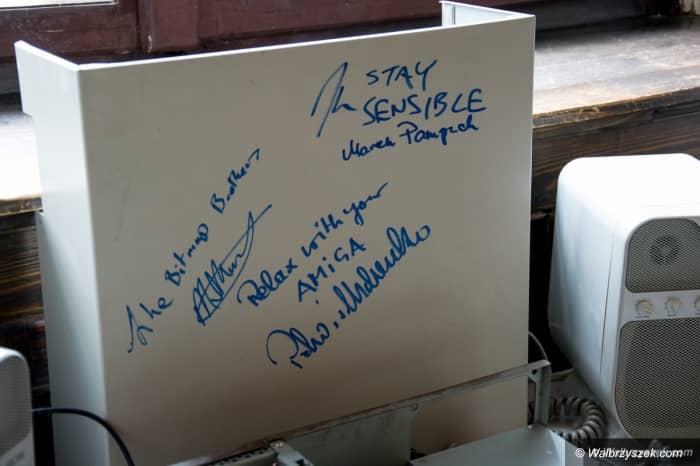 STAY
SENSIBLE
Marek Pampuch
The Bitmap Brothers
Relax with your
AMIGA
© Walbrzyszek.com